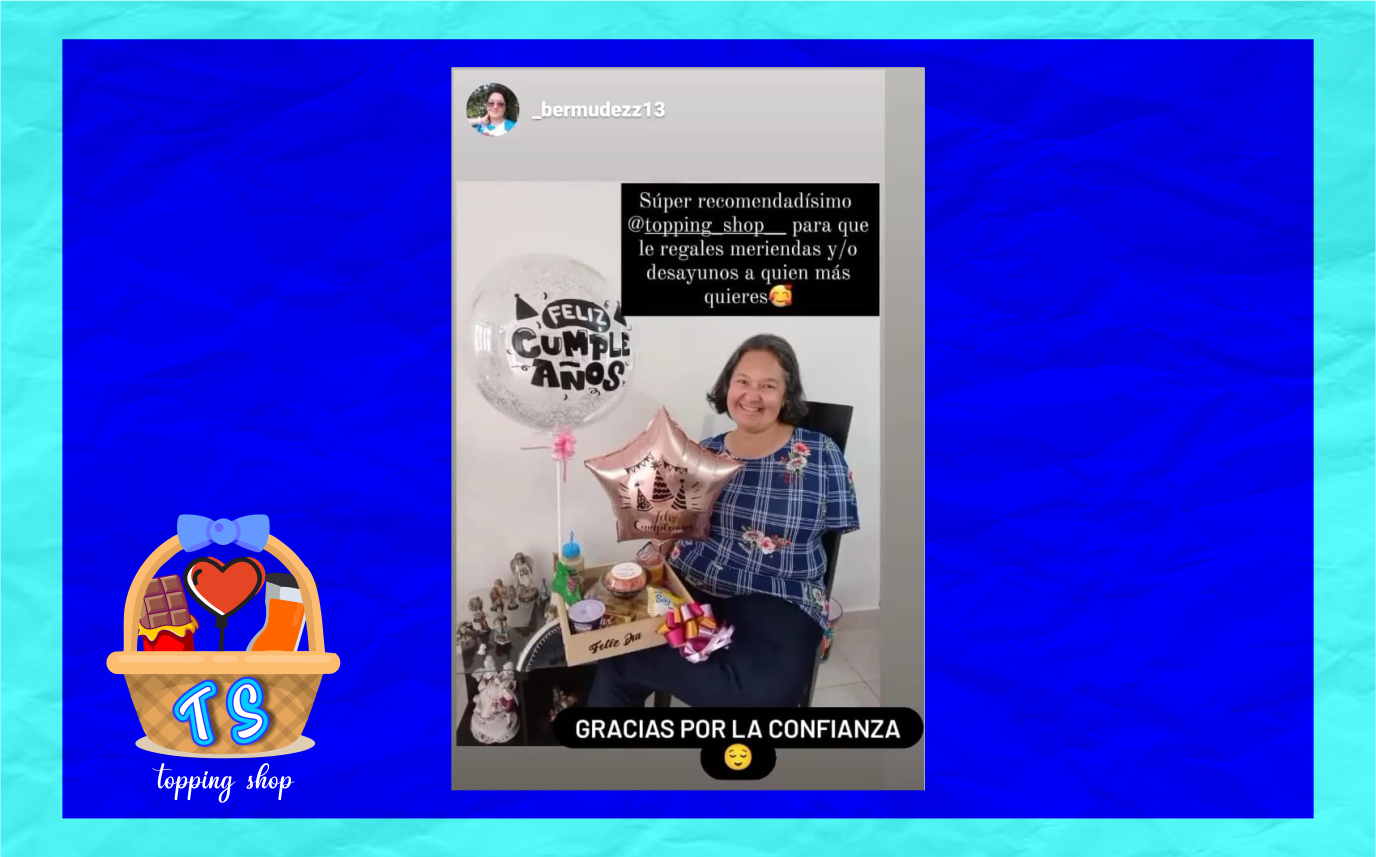 _bermudezz13
Súper recomendadísimo
@topping_shop__ para que
le regales meriendas y/o
desayunos a quien más
quieres🥰
FELIZ
CUMPLE
AÑOS
Feliz
Cumpleaños
Feliz Día
GRACIAS POR LA CONFIANZA
😌
TS
topping shop